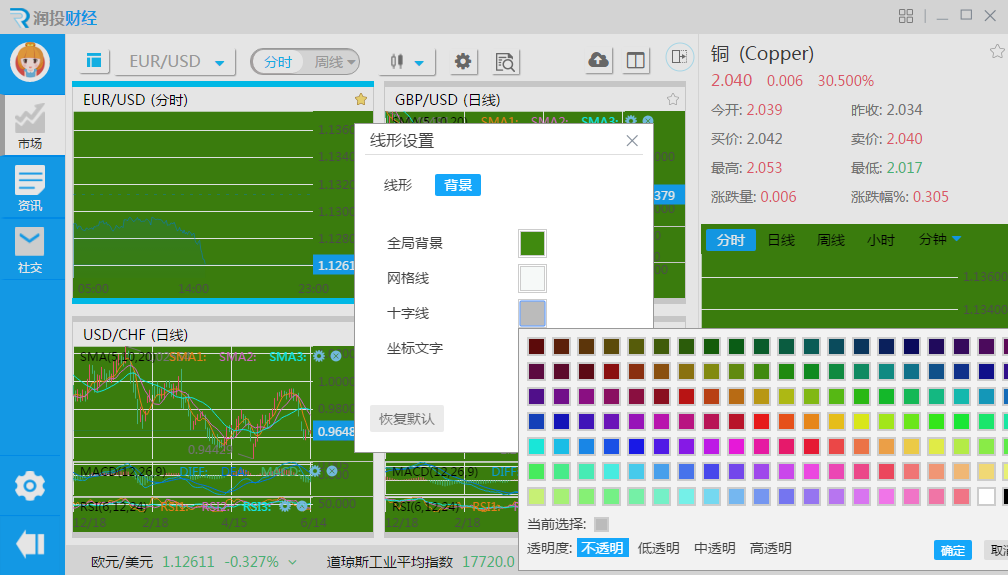 润投财经
EUR/USD 分时 周线
市场
资讯
社交
EUR/USD (分时)
1.1261
05:00 14:00 23:00
GBP/USD (日线)
SMA(5,10,20) SMA1: SMA2: SMA3:
379
线形设置
线形 背景
全局背景
网格线
十字线
坐标文字
恢复默认
USD/CHF (日线)
SMA(5,10,20) SMA1: SMA2: SMA3:
1.0000
0.9800
0.9648
0.94429
MACD(12,26,9) DIFF: DEA: MACD:
RSI(6,12,24) RSI1: RSI2: RSI3:
12/18 2/18 4/15 6/14
MACD(12,26,9) DIFF
RSI(6,12,24) RSI1:
12/18 2/18
铜 (Copper)
2.040 0.006 30.500%
今开: 2.039 昨收: 2.034
买价: 2.042 卖价: 2.040
最高: 2.053 最低: 2.017
涨跌量: 0.006 涨跌幅%: 0.305
分时 日线 周线 小时 分钟
1.13600
1.13400
当前选择:
透明度: 不透明 低透明 中透明 高透明
确定 取消
欧元/美元 1.12611 -0.327% 道琼斯工业平均指数 17720.0